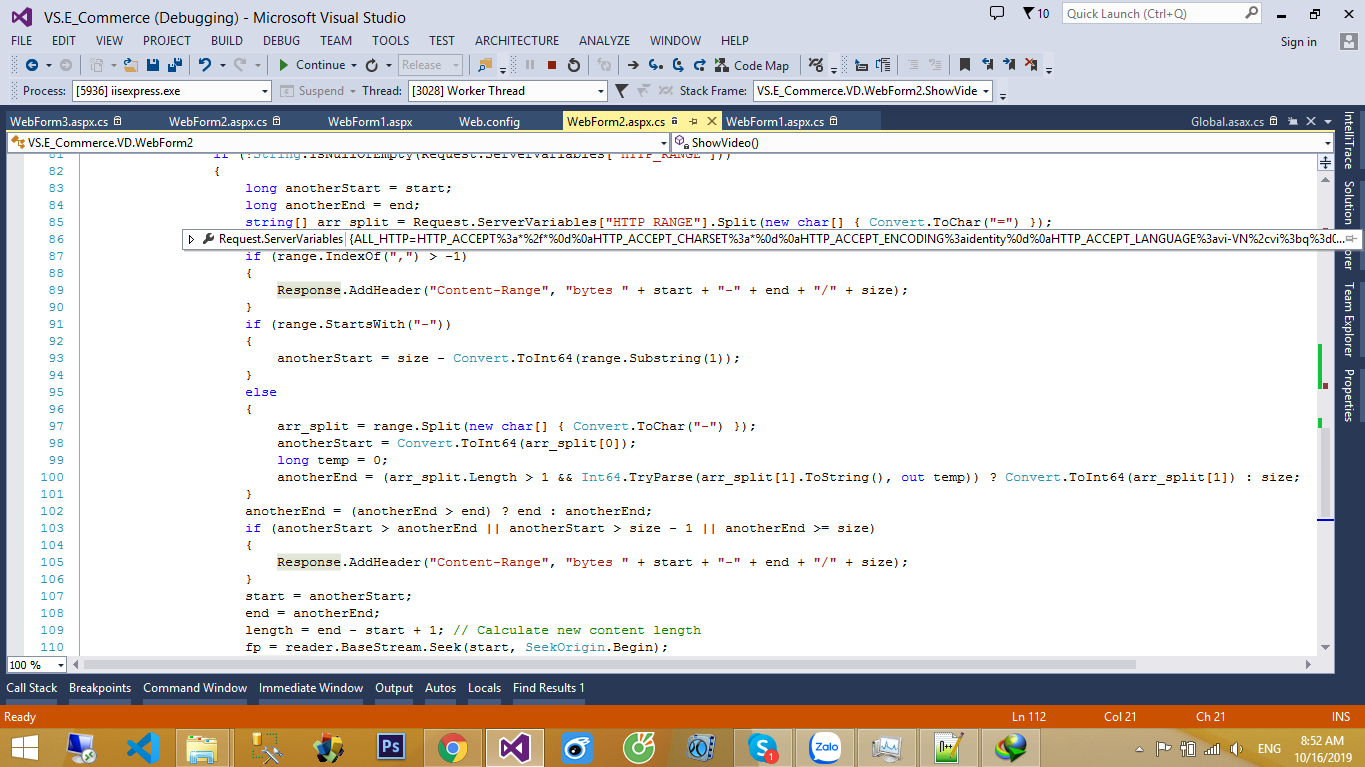 VS.E_Commerce (Debugging) - Microsoft Visual Studio
10
Quick Launch (Ctrl+Q)
FILE EDIT VIEW PROJECT BUILD DEBUG TEAM TOOLS TEST ARCHITECTURE ANALYZE WINDOW HELP
Sign in
Continue
Release
Code Map
Process: [5936] iisexpress.exe
Suspend
Thread: [3028] Worker Thread
Stack Frame: VS.E_Commerce.VD.WebForm2.ShowVide
WebForm3.aspx.cs WebForm2.aspx.cs WebForm1.aspx Web.config WebForm2.aspx.cs WebForm1.aspx.cs Global.asax.cs
VS.E_Commerce.VD.WebForm2
ShowVideo()
81 if (!String.IsNullOrEmpty(Request.ServerVariables["HTTP_RANGE"]))
82 {
83 long anotherStart = start;
84 long anotherEnd = end;
85 string[] arr_split = Request.ServerVariables["HTTP_RANGE"].Split(new char[] { Convert.ToChar("=") });
86
Request.ServerVariables {ALL_HTTP=HTTP_ACCEPT%3a*%2f*%0d%0aHTTP_ACCEPT_CHARSET%3a*%0d%0aHTTP_ACCEPT_ENCODING%3aidentity%0d%0aHTTP_ACCEPT_LANGUAGE%3avi-VN%2cvi%3bq%3d0...
87 if (range.IndexOf(",") > -1)
88 {
89 Response.AddHeader("Content-Range", "bytes " + start + "-" + end + "/" + size);
90 }
91 if (range.StartsWith("-"))
92 {
93 anotherStart = size - Convert.ToInt64(range.Substring(1));
94 }
95 else
96 {
97 arr_split = range.Split(new char[] { Convert.ToChar("-") });
98 anotherStart = Convert.ToInt64(arr_split[0]);
99 long temp = 0;
100 anotherEnd = (arr_split.Length > 1 && Int64.TryParse(arr_split[1].ToString(), out temp)) ? Convert.ToInt64(arr_split[1]) : size;
101 }
102 anotherEnd = (anotherEnd > end) ? end : anotherEnd;
103 if (anotherStart > anotherEnd || anotherStart > size - 1 || anotherEnd >= size)
104 {
105 Response.AddHeader("Content-Range", "bytes " + start + "-" + end + "/" + size);
106 }
107 start = anotherStart;
108 end = anotherEnd;
109 length = end - start + 1; // Calculate new content length
110 fp = reader.BaseStream.Seek(start, SeekOrigin.Begin);
IntelliTrace
Solution
Team Explorer
Properties
100 %
Call Stack Breakpoints Command Window Immediate Window Output Autos Locals Find Results 1
Ready
Ln 112
Col 21
Ch 21
INS
Ps
S
1
Zalo
ENG
8:52 AM
10/16/2019